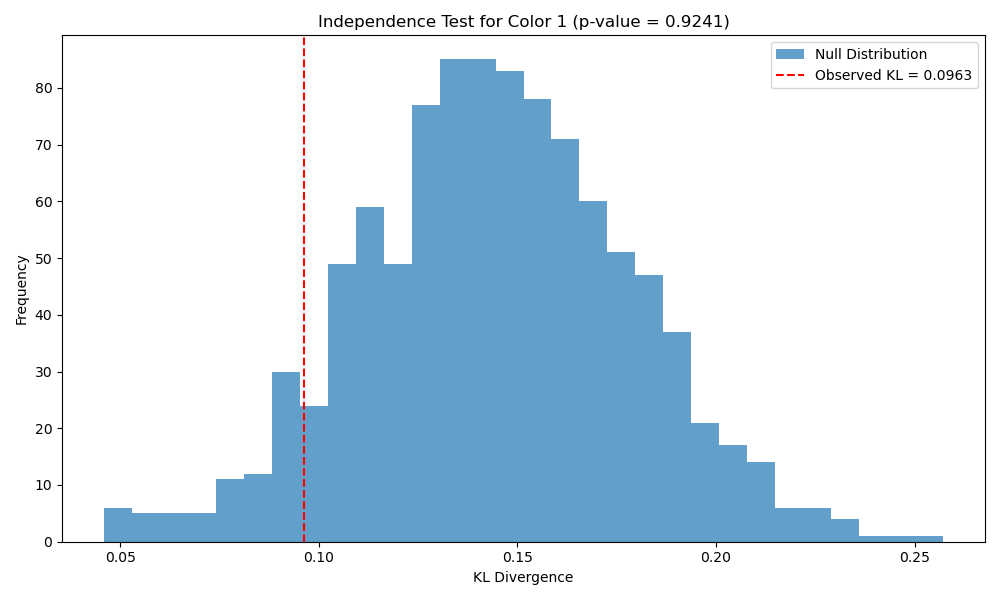 Independence Test for Color 1 (p-value = 0.9241)
Null Distribution
Observed KL = 0.0963
Frequency
80
70
60
50
40
30
20
10
0
0.05 0.10 0.15 0.20 0.25
KL Divergence